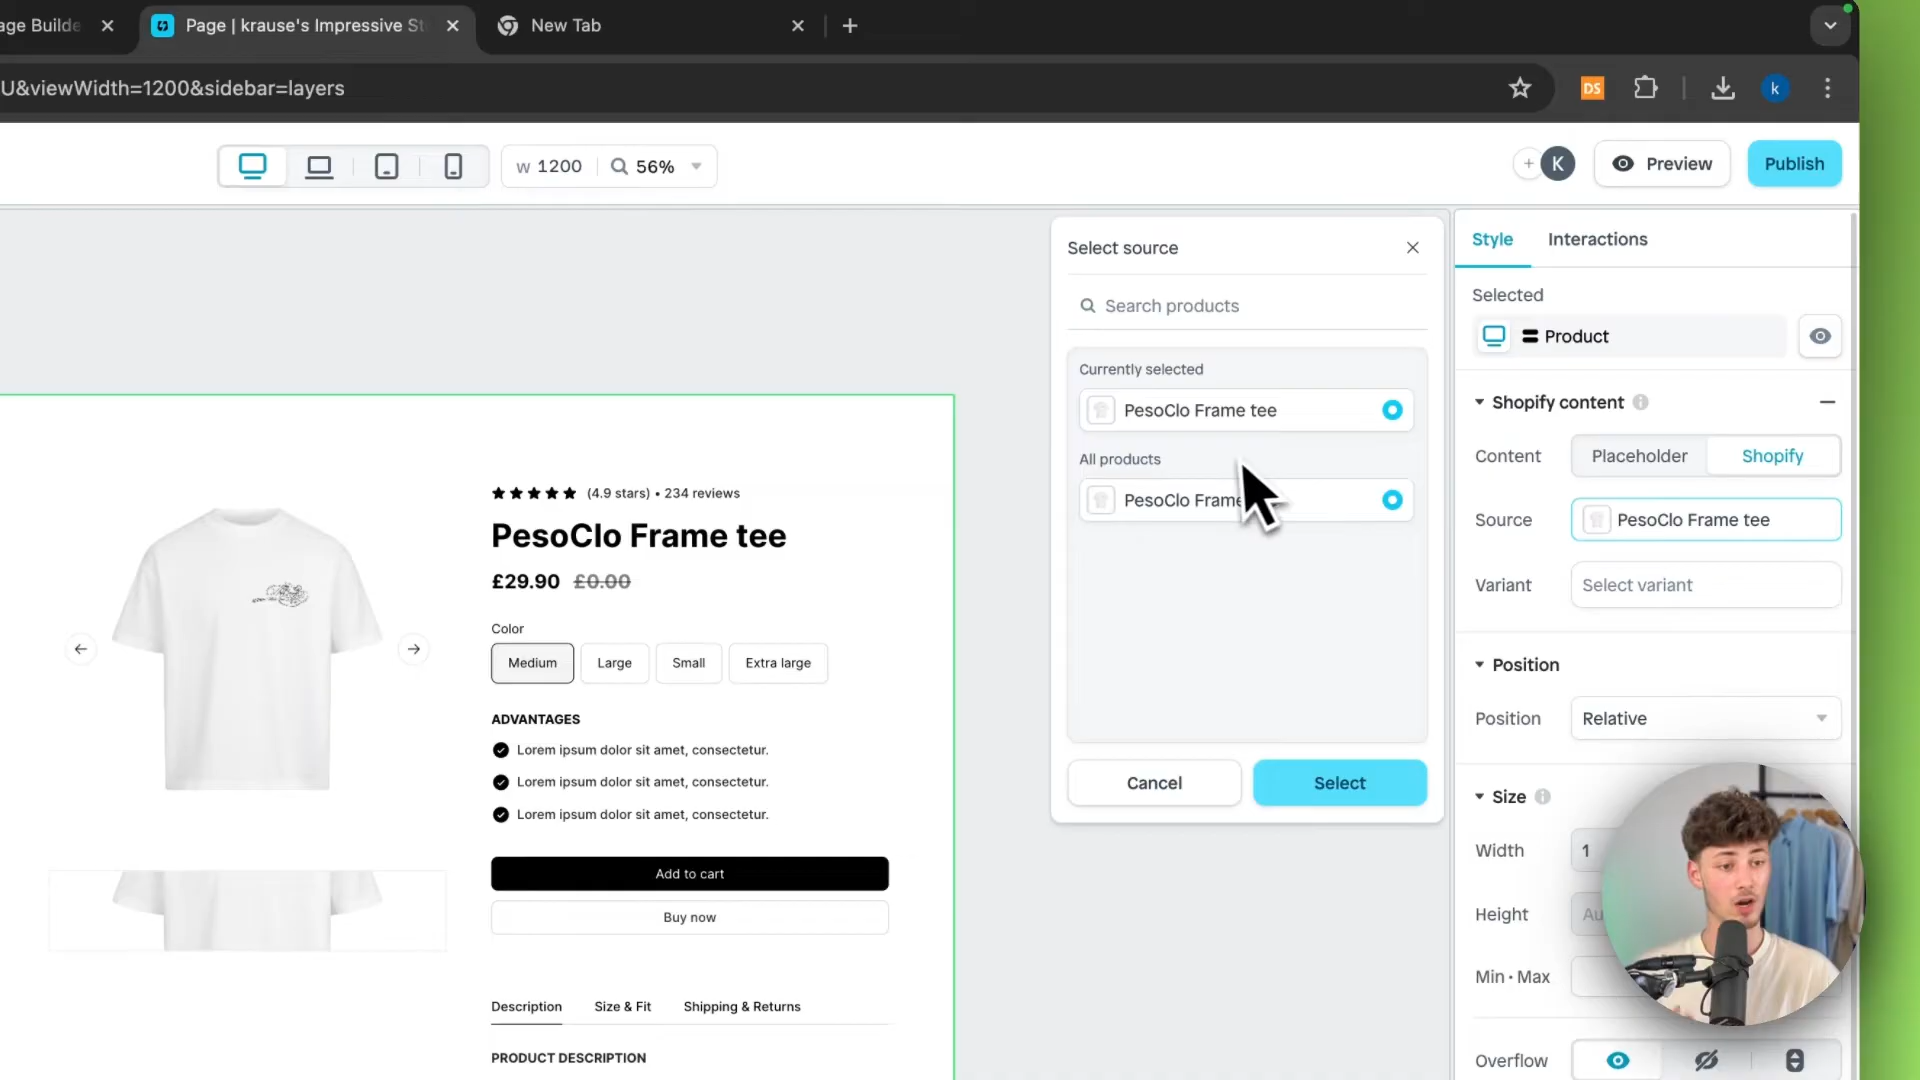 age Builde
Page | krause's Impressive St
New Tab
U&viewWidth=1200&sidebar=layers
DS
k
W 1200
56%
K
Preview
Publish
Select source
Search products
Currently selected
PesoClo Frame tee
All products
PesoClo Frame
Cancel
Select
Style
Interactions
Selected
Product
Shopify content
Content
Placeholder
Shopify
Source
PesoClo Frame tee
Variant
Select variant
Position
Position
Relative
Size
Width
1
Height
Au
Min • Max
Overflow
(4.9 stars) • 234 reviews
PesoClo Frame tee
£29.90 £0.00
Color
Medium
Large
Small
Extra large
ADVANTAGES
Lorem ipsum dolor sit amet, consectetur.
Lorem ipsum dolor sit amet, consectetur.
Lorem ipsum dolor sit amet, consectetur.
Add to cart
Buy now
Description
Size & Fit
Shipping & Returns
PRODUCT DESCRIPTION